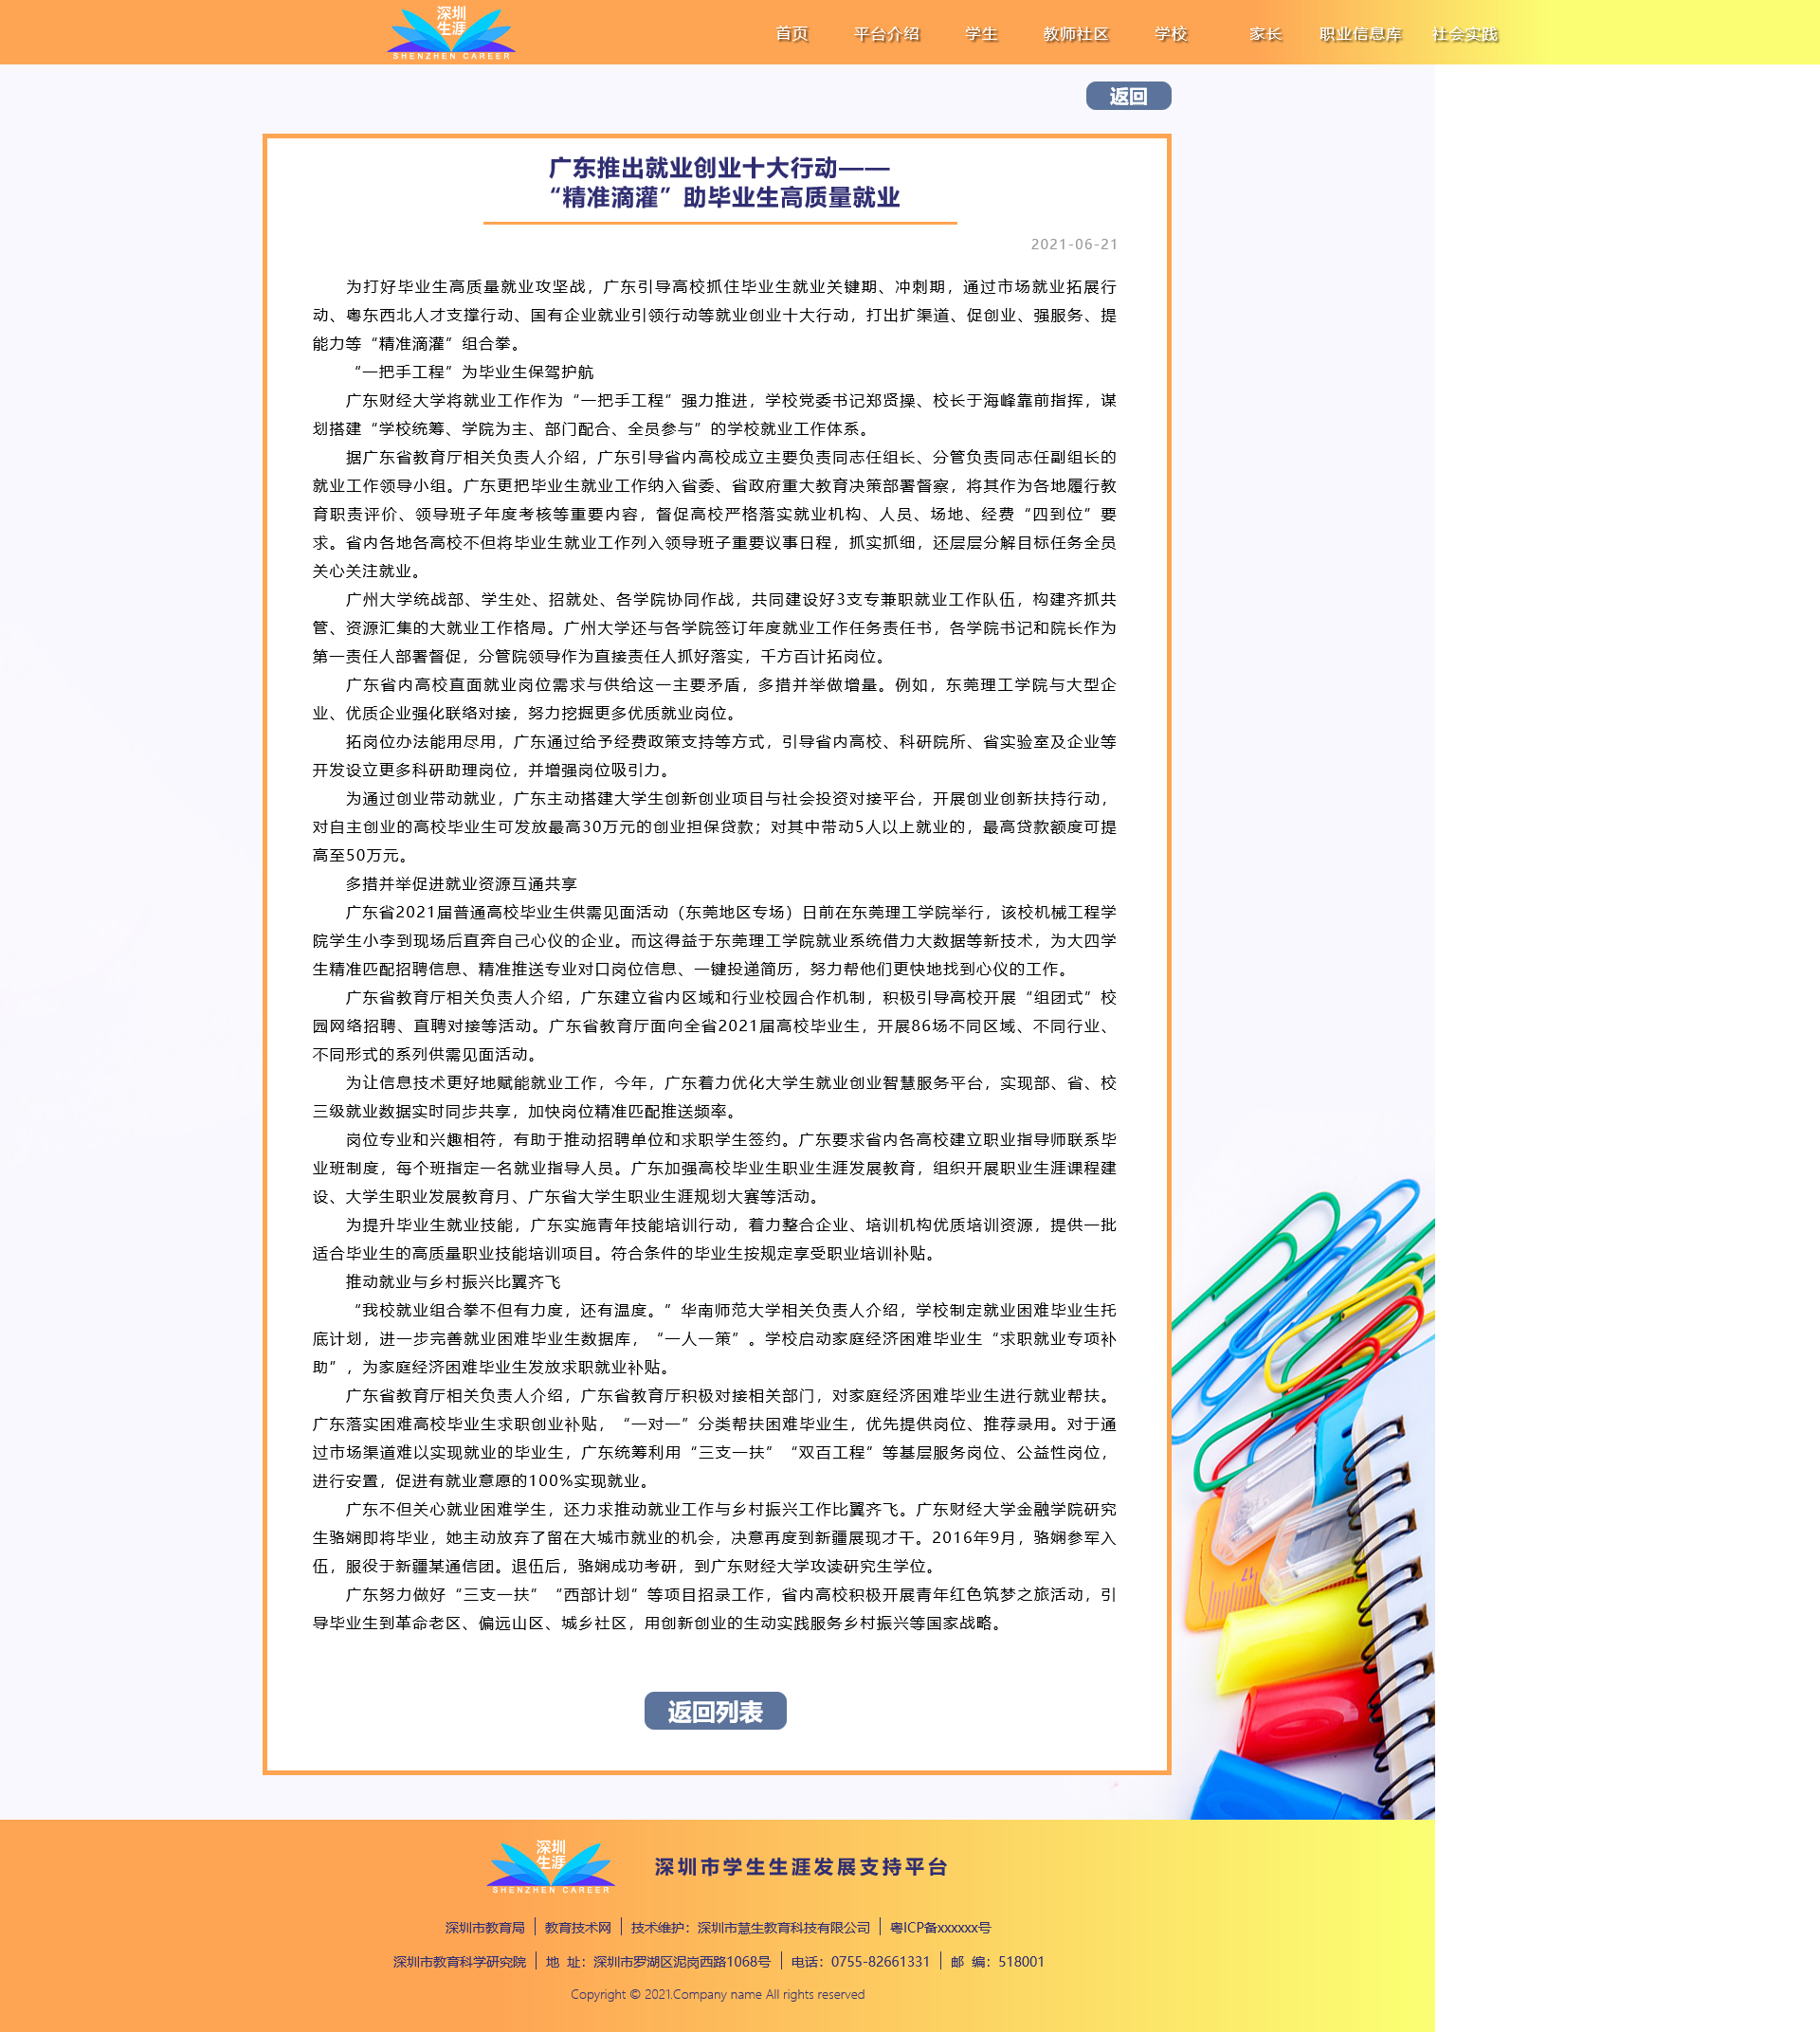 深圳
生涯
SHENZHEN CAREER
首页 平台介绍 学生 教师社区 学校 家长 职业信息库 社会实践
返回
广东推出就业创业十大行动——
“精准滴灌”助毕业生高质量就业
2021-06-21
为打好毕业生高质量就业攻坚战，广东引导高校抓住毕业生就业关键期、冲刺期，通过市场就业拓展行
动、粤东西北人才支撑行动、国有企业就业引领行动等就业创业十大行动，打出扩渠道、促创业、强服务、提
能力等“精准滴灌”组合拳。
“一把手工程”为毕业生保驾护航
广东财经大学将就业工作作为“一把手工程”强力推进，学校党委书记郑贤操、校长于海峰靠前指挥，谋
划搭建“学校统筹、学院为主、部门配合、全员参与”的学校就业工作体系。
据广东省教育厅相关负责人介绍，广东引导省内高校成立主要负责同志任组长、分管负责同志任副组长的
就业工作领导小组。广东更把毕业生就业工作纳入省委、省政府重大教育决策部署督察，将其作为各地履行教
育职责评价、领导班子年度考核等重要内容，督促高校严格落实就业机构、人员、场地、经费“四到位”要
求。省内各地各高校不但将毕业生就业工作列入领导班子重要议事日程，抓实抓细，还层层分解目标任务全员
关心关注就业。
广州大学统战部、学生处、招就处、各学院协同作战，共同建设好3支专兼职就业工作队伍，构建齐抓共
管、资源汇集的大就业工作格局。广州大学还与各学院签订年度就业工作任务责任书，各学院书记和院长作为
第一责任人部署督促，分管院领导作为直接责任人抓好落实，千方百计拓岗位。
广东省内高校直面就业岗位需求与供给这一主要矛盾，多措并举做增量。例如，东莞理工学院与大型企
业、优质企业强化联络对接，努力挖掘更多优质就业岗位。
拓岗位办法能用尽用，广东通过给予经费政策支持等方式，引导省内高校、科研院所、省实验室及企业等
开发设立更多科研助理岗位，并增强岗位吸引力。
为通过创业带动就业，广东主动搭建大学生创新创业项目与社会投资对接平台，开展创业创新扶持行动，
对自主创业的高校毕业生可发放最高30万元的创业担保贷款；对其中带动5人以上就业的，最高贷款额度可提
高至50万元。
多措并举促进就业资源互通共享
广东省2021届普通高校毕业生供需见面活动（东莞地区专场）日前在东莞理工学院举行，该校机械工程学
院学生小李到现场后直奔自己心仪的企业。而这得益于东莞理工学院就业系统借力大数据等新技术，为大四学
生精准匹配招聘信息、精准推送专业对口岗位信息、一键投递简历，努力帮他们更快地找到心仪的工作。
广东省教育厅相关负责人介绍，广东建立省内区域和行业校园合作机制，积极引导高校开展“组团式”校
园网络招聘、直聘对接等活动。广东省教育厅面向全省2021届高校毕业生，开展86场不同区域、不同行业、
不同形式的系列供需见面活动。
为让信息技术更好地赋能就业工作，今年，广东着力优化大学生就业创业智慧服务平台，实现部、省、校
三级就业数据实时同步共享，加快岗位精准匹配推送频率。
岗位专业和兴趣相符，有助于推动招聘单位和求职学生签约。广东要求省内各高校建立职业指导师联系毕
业班制度，每个班指定一名就业指导人员。广东加强高校毕业生职业生涯发展教育，组织开展职业生涯课程建
设、大学生职业发展教育月、广东省大学生职业生涯规划大赛等活动。
为提升毕业生就业技能，广东实施青年技能培训行动，着力整合企业、培训机构优质培训资源，提供一批
适合毕业生的高质量职业技能培训项目。符合条件的毕业生按规定享受职业培训补贴。
推动就业与乡村振兴比翼齐飞
“我校就业组合拳不但有力度，还有温度。”华南师范大学相关负责人介绍，学校制定就业困难毕业生托
底计划，进一步完善就业困难毕业生数据库，“一人一策”。学校启动家庭经济困难毕业生“求职就业专项补
助”，为家庭经济困难毕业生发放求职就业补贴。
广东省教育厅相关负责人介绍，广东省教育厅积极对接相关部门，对家庭经济困难毕业生进行就业帮扶。
广东落实困难高校毕业生求职创业补贴，“一对一”分类帮扶困难毕业生，优先提供岗位、推荐录用。对于通
过市场渠道难以实现就业的毕业生，广东统筹利用“三支一扶”“双百工程”等基层服务岗位、公益性岗位，
进行安置，促进有就业意愿的100%实现就业。
广东不但关心就业困难学生，还力求推动就业工作与乡村振兴工作比翼齐飞。广东财经大学金融学院研究
生骆娴即将毕业，她主动放弃了留在大城市就业的机会，决意再度到新疆展现才干。2016年9月，骆娴参军入
伍，服役于新疆某通信团。退伍后，骆娴成功考研，到广东财经大学攻读研究生学位。
广东努力做好“三支一扶”“西部计划”等项目招录工作，省内高校积极开展青年红色筑梦之旅活动，引
导毕业生到革命老区、偏远山区、城乡社区，用创新创业的生动实践服务乡村振兴等国家战略。
17
返回列表
深圳
生涯
SHENZHEN CAREER
深圳市学生生涯发展支持平台
深圳市教育局 教育技术网 技术维护：深圳市慧生教育科技有限公司 粤ICP备xxxxxx号
深圳市教育科学研究院 地 址：深圳市罗湖区泥岗西路1068号 电话：0755-82661331 邮 编：518001
Copyright © 2021.Company name All rights reserved